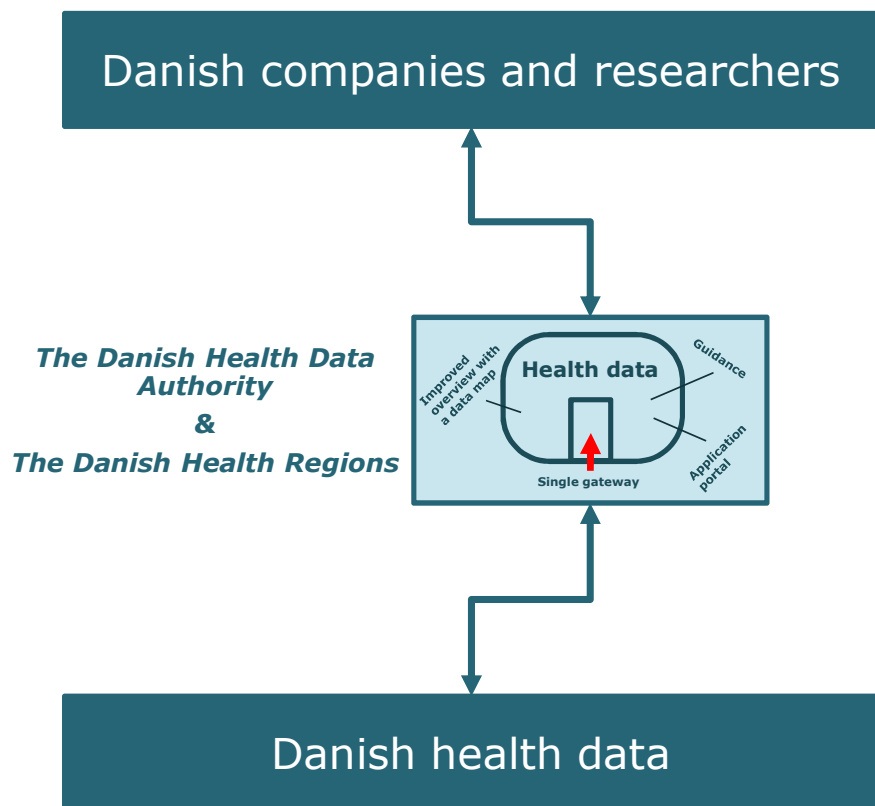 Danish companies and researchers
The Danish Health Data
Authority
&
The Danish Health Regions
Improved
overview with
a data map
Health data
Guidance
Application
portal
Single gateway
Danish health data